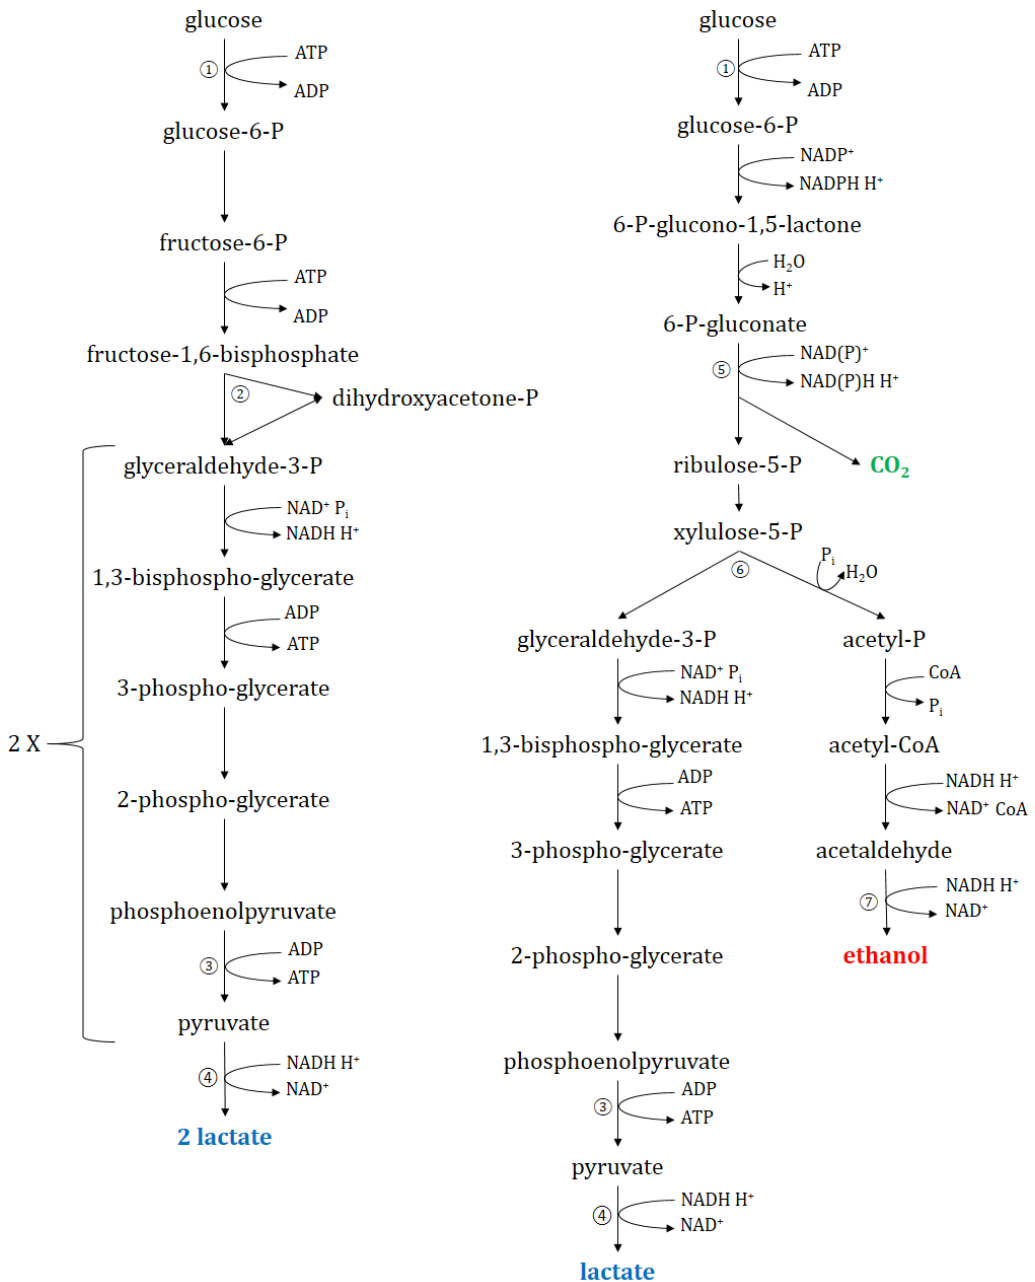 glucose
① ATP
ADP
glucose-6-P
fructose-6-P
ATP
ADP
fructose-1,6-bisphosphate
② dihydroxyacetone-P
glyceraldehyde-3-P
NAD⁺ Pᵢ
NADH H⁺
1,3-bisphospho-glycerate
ADP
ATP
3-phospho-glycerate
2 X
2-phospho-glycerate
phosphoenolpyruvate
③ ADP
ATP
pyruvate
④ NADH H⁺
NAD⁺
2 lactate
glucose
① ATP
ADP
glucose-6-P
NADP⁺
NADPH H⁺
6-P-glucono-1,5-lactone
H₂O
H⁺
6-P-gluconate
⑤ NAD(P)⁺
NAD(P)H H⁺
ribulose-5-P
CO₂
xylulose-5-P
⑥ Pᵢ
H₂O
glyceraldehyde-3-P
NAD⁺ Pᵢ
NADH H⁺
1,3-bisphospho-glycerate
ADP
ATP
3-phospho-glycerate
2-phospho-glycerate
phosphoenolpyruvate
③ ADP
ATP
pyruvate
④ NADH H⁺
NAD⁺
lactate
acetyl-P
CoA
Pᵢ
acetyl-CoA
NADH H⁺
NAD⁺ CoA
acetaldehyde
⑦ NADH H⁺
NAD⁺
ethanol